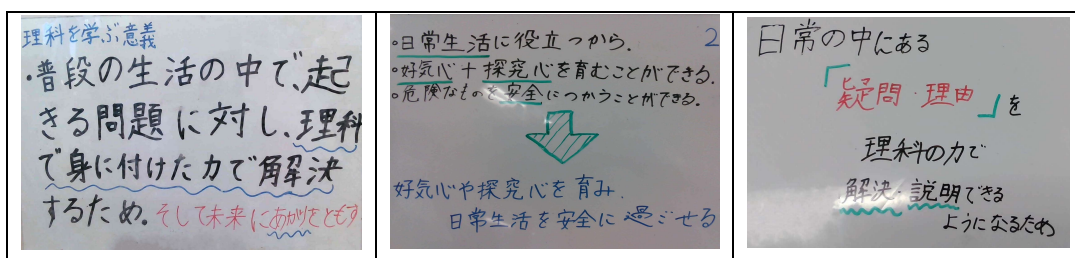 理科を学ぶ意義
・普段の生活の中で、起
きる問題に対し、理科
で身に付けた力で解決
するため。そして未来にあかりをともす
・日常生活に役立つから. 2
・好気心+探究心を育むことができる.
・危険なものを安全につかうことができる.
好気心や探究心を育み.
日常生活を安全に過ごせる
日常の中にある
「疑問・理由」を
理科の力で
解決・説明できる
ようになるため